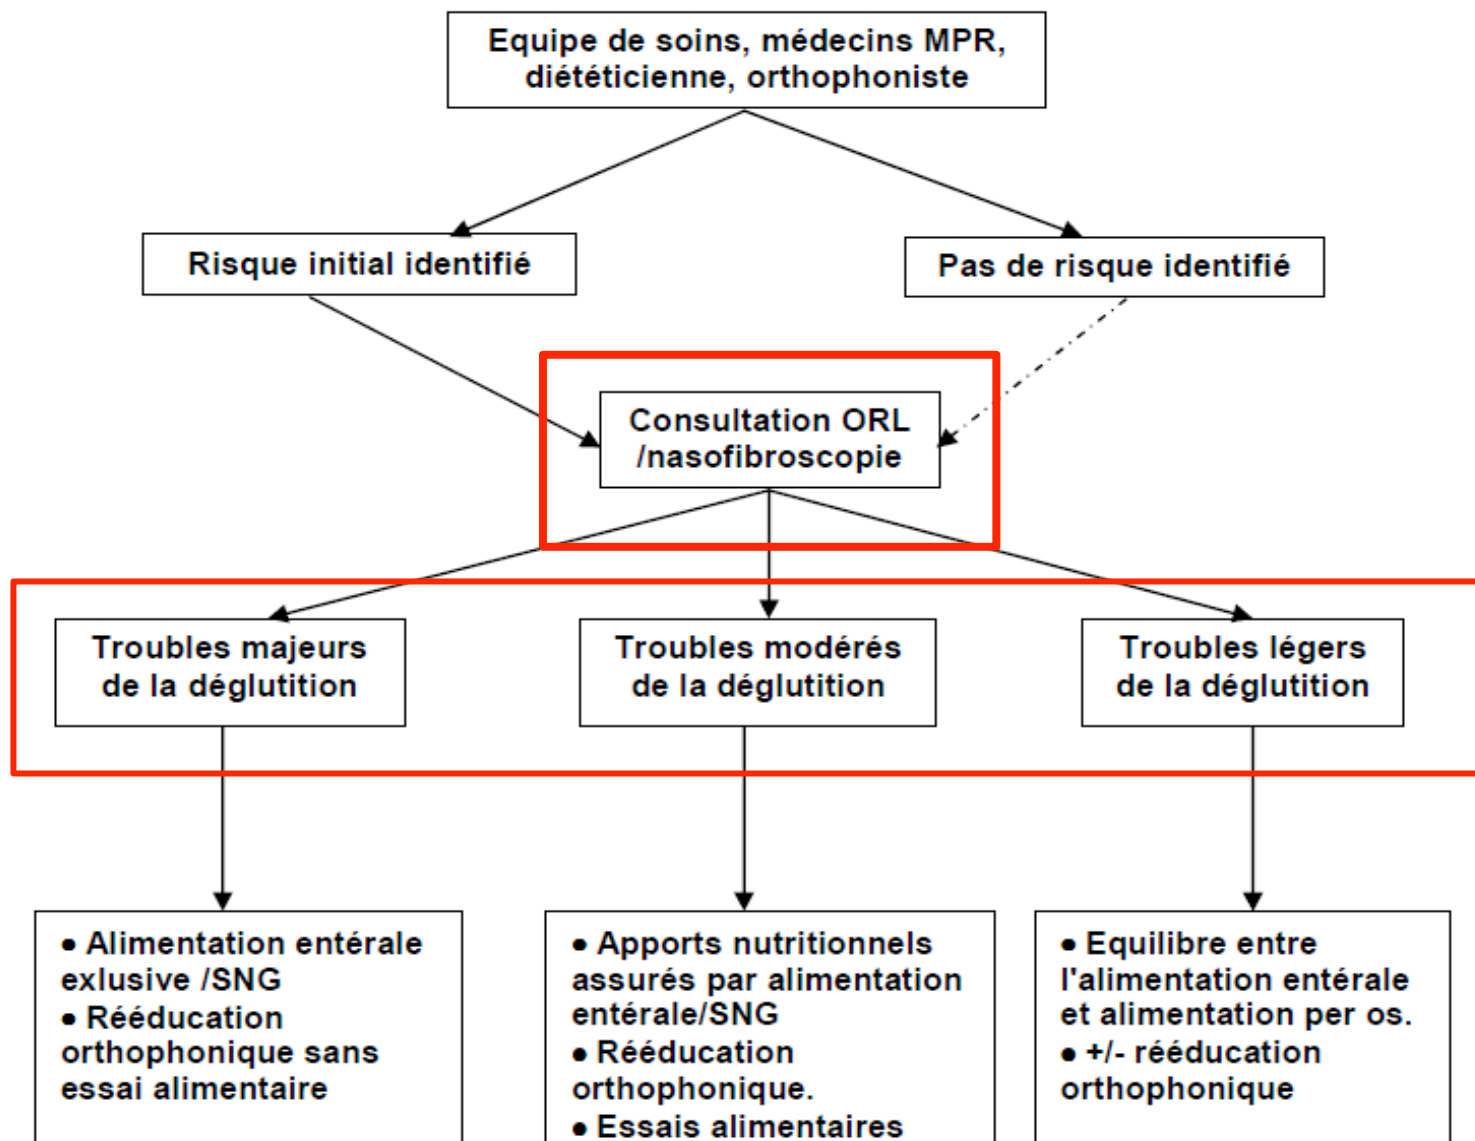 Equipe de soins, médecins MPR,
diététicienne, orthophoniste
Risque initial identifié
Pas de risque identifié
Consultation ORL
/nasofibroscopie
Troubles majeurs
de la déglutition
Troubles modérés
de la déglutition
Troubles légers
de la déglutition
• Alimentation entérale
exlusive /SNG
• Rééducation
orthophonique sans
essai alimentaire
• Apports nutritionnels
assurés par alimentation
entérale/SNG
• Rééducation
orthophonique.
• Essais alimentaires
• Equilibre entre
l'alimentation entérale
et alimentation per os.
• +/- rééducation
orthophonique